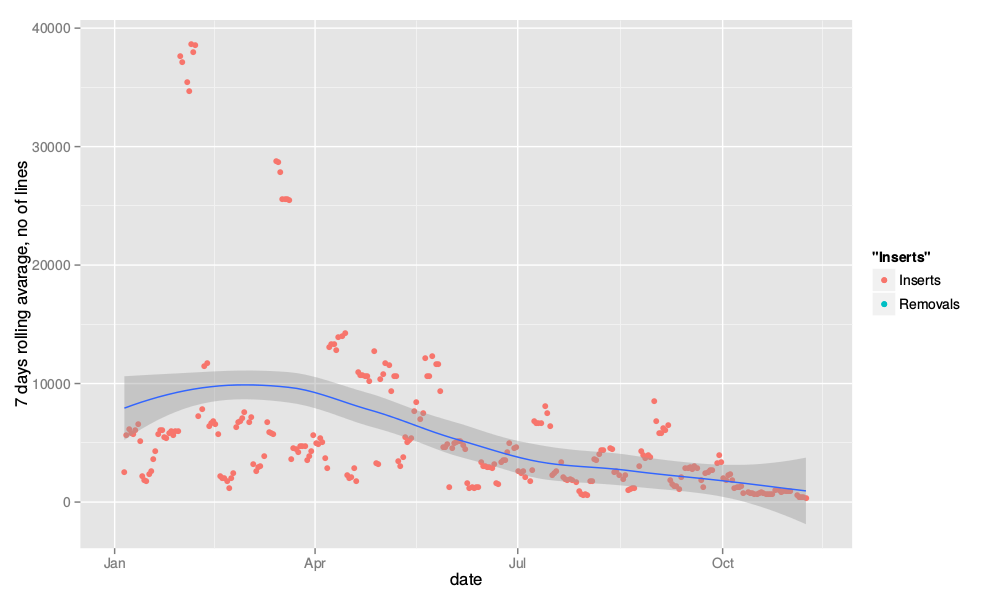 40000
30000
20000
10000
0
7 days rolling avarage, no of lines
Jan
Apr
Jul
Oct
date
"Inserts"
Inserts
Removals